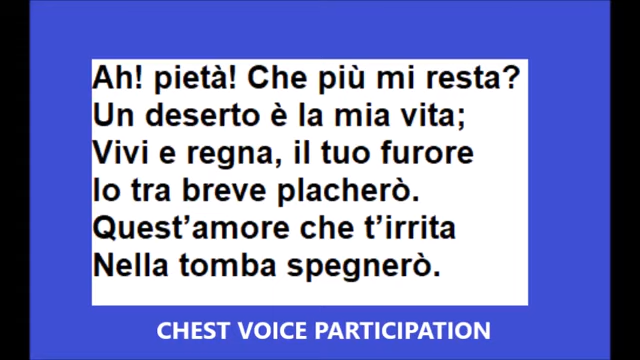 Ah! pietà! Che più mi resta?
Un deserto è la mia vita;
Vivi e regna, il tuo furore
Io tra breve placherò.
Quest’amore che t’irrita
Nella tomba spegnerò.
CHEST VOICE PARTICIPATION